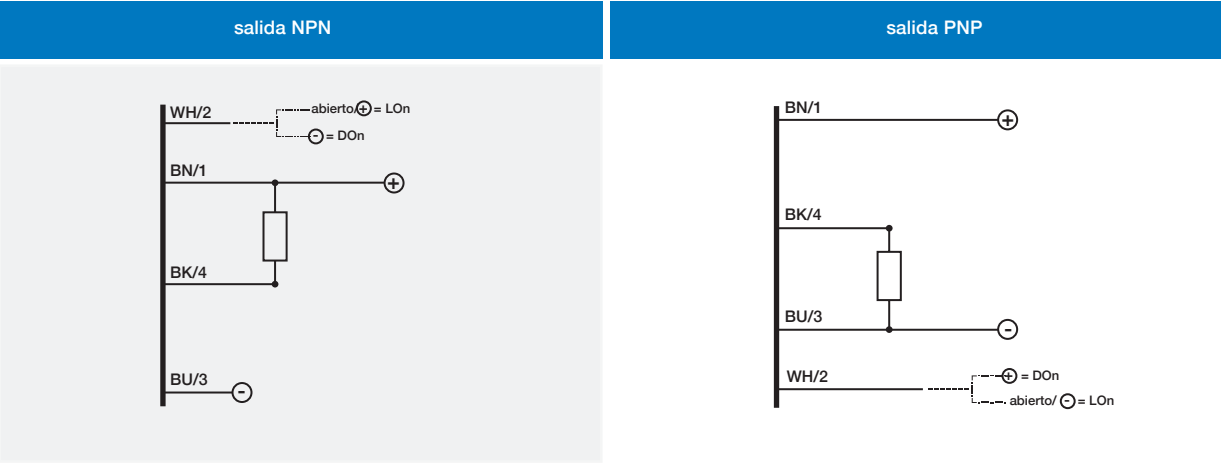 salida NPN
WH/2
abierto/+ = LOn
- = DOn
BN/1
+
BK/4
BU/3
-
salida PNP
BN/1
+
BK/4
BU/3
-
WH/2
+ = DOn
abierto/ - = LOn